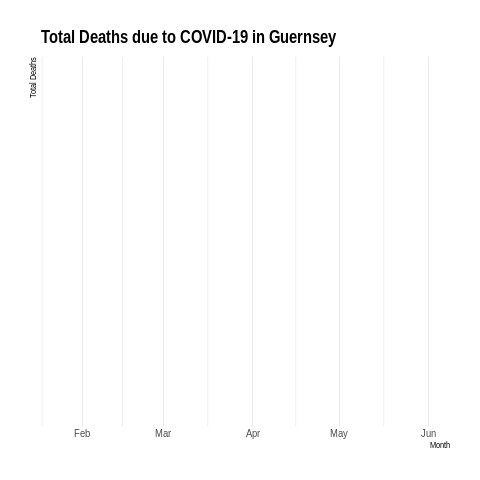 Total Deaths due to COVID-19 in Guernsey
Total Deaths
Feb Mar Apr May Jun
Month